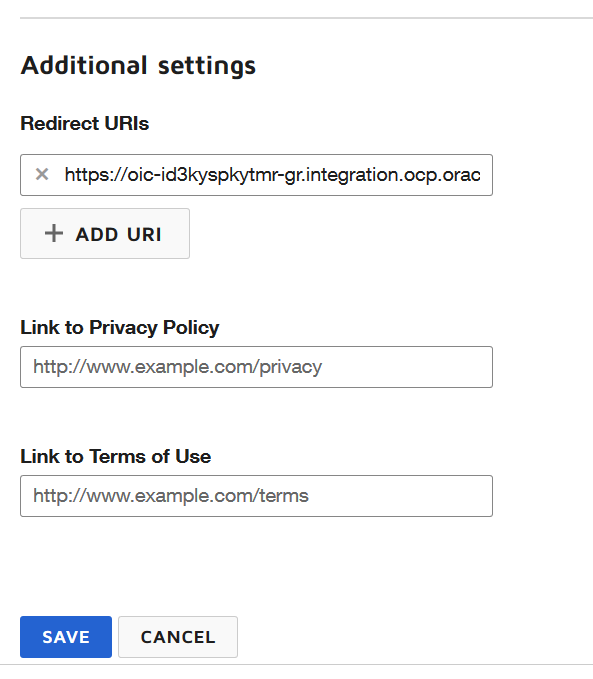 Additional settings
Redirect URIs
× https://oic-id3kyspkytmr-gr.integration.ocp.orac
+ ADD URI
Link to Privacy Policy
http://www.example.com/privacy
Link to Terms of Use
http://www.example.com/terms
SAVE CANCEL